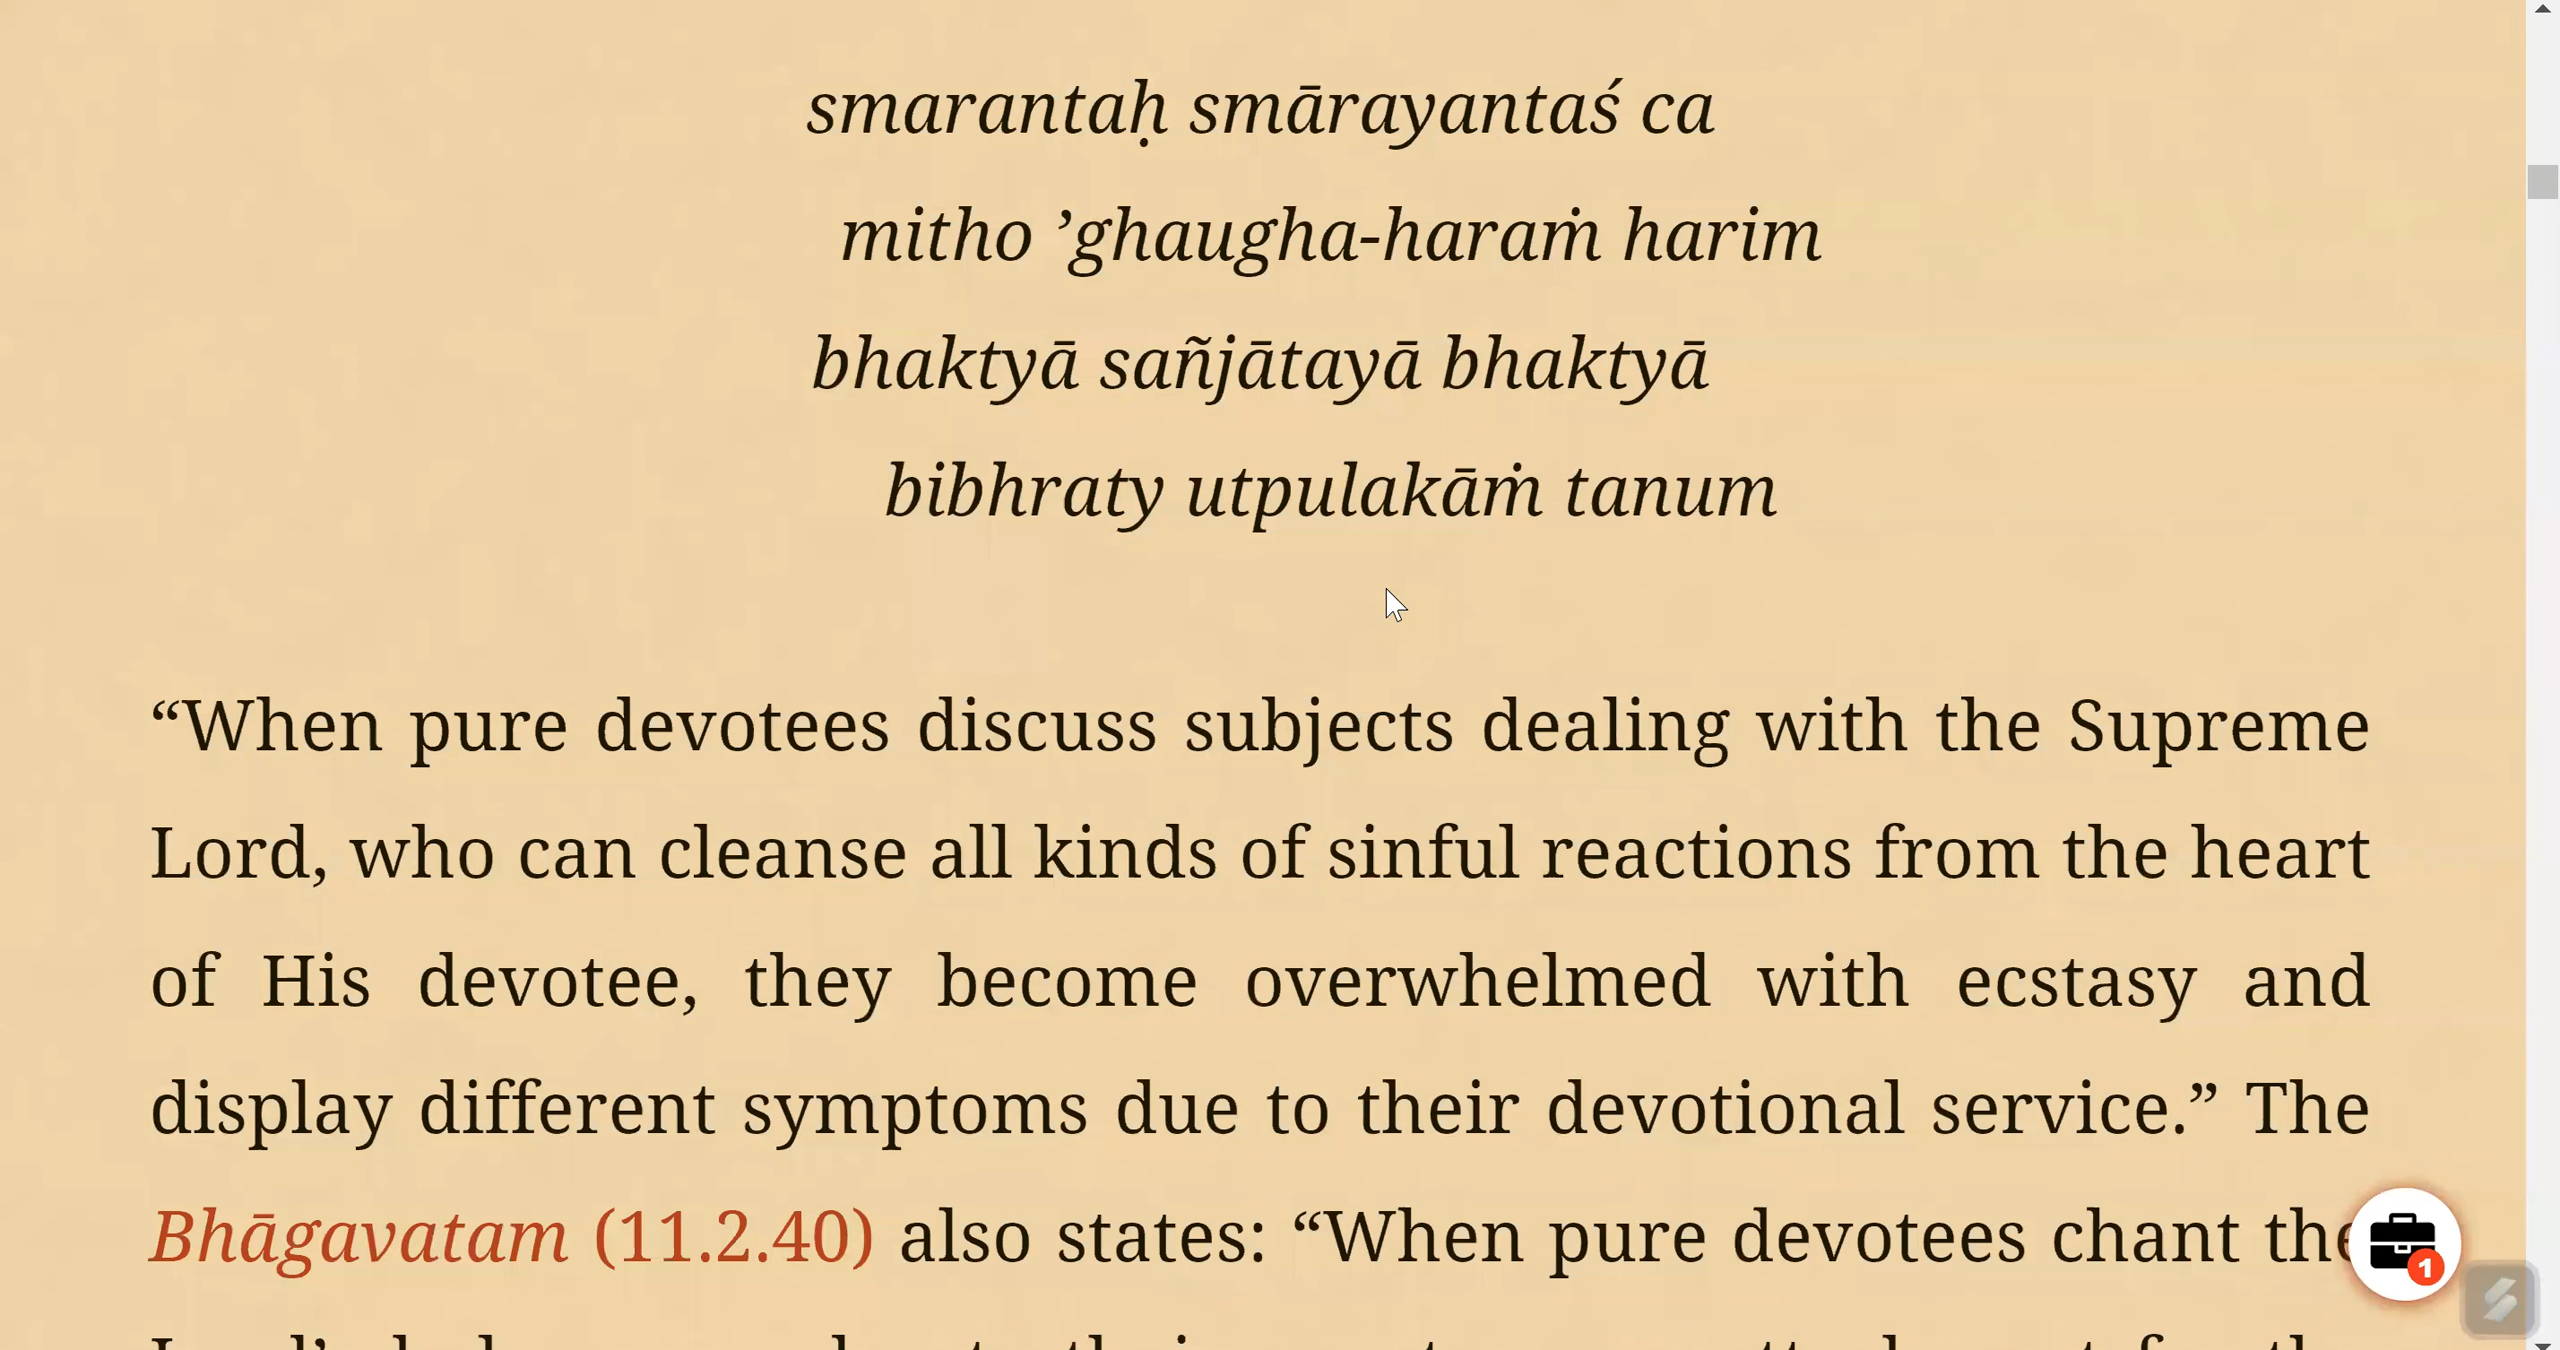 smarantaḥ smārayantaś ca
mitho ’ghaugha-haraṁ harim
bhaktyā sañjātayā bhaktyā
bibhraty utpulakāṁ tanum
“When pure devotees discuss subjects dealing with the Supreme
Lord, who can cleanse all kinds of sinful reactions from the heart
of His devotee, they become overwhelmed with ecstasy and
display different symptoms due to their devotional service.” The
Bhāgavatam (11.2.40) also states: “When pure devotees chant the
1